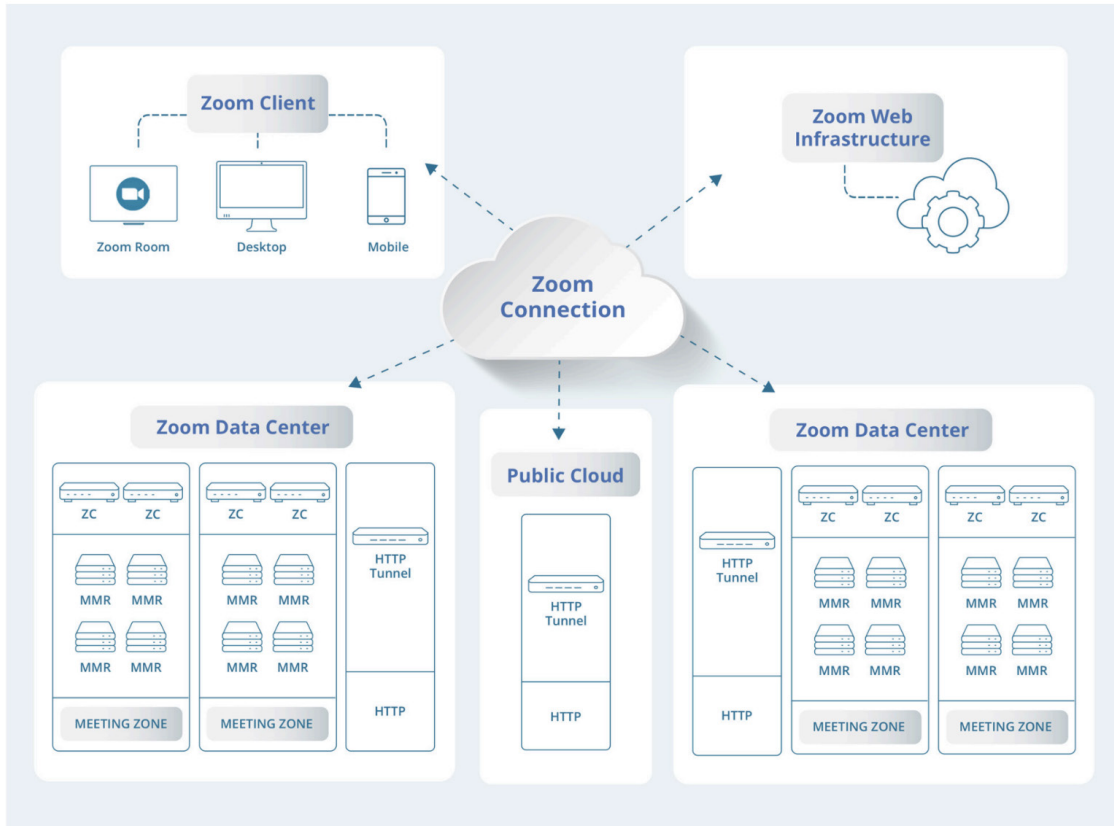 Zoom Client
Zoom Room
Desktop
Mobile
Zoom Web
Infrastructure
Zoom
Connection
Zoom Data Center
ZC ZC
MMR MMR
MMR MMR
MEETING ZONE
ZC ZC
MMR MMR
MMR MMR
MEETING ZONE
HTTP
Tunnel
HTTP
Public Cloud
HTTP
Tunnel
HTTP
Zoom Data Center
HTTP
Tunnel
HTTP
ZC ZC
MMR MMR
MMR MMR
MEETING ZONE
ZC ZC
MMR MMR
MMR MMR
MEETING ZONE